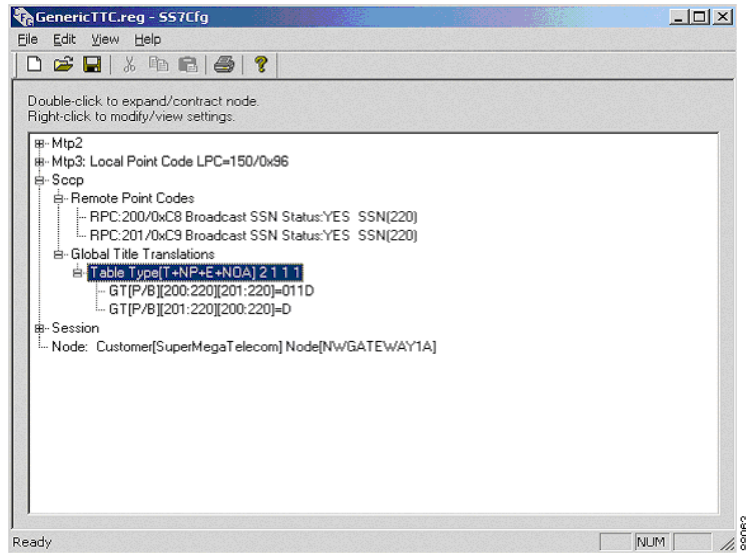 GenericTTC.reg - SS7Cfg
File Edit View Help
Double-click to expand/contract node.
Right-click to modify/view settings.
Mtp2
Mtp3: Local Point Code LPC=150/0x96
Sccp
Remote Point Codes
RPC:200/0xC8 Broadcast SSN Status:YES SSN(220)
RPC:201/0xC9 Broadcast SSN Status:YES SSN(220)
Global Title Translations
Table Type[T+NP+E+NOA] 2 1 1 1
GT[P/B][200:220][201:220]=011D
GT[P/B][201:220][200:220]=D
Session
Node: Customer[SuperMegaTelecom] Node[NWGATEWAY1A]
Ready
NUM
88063